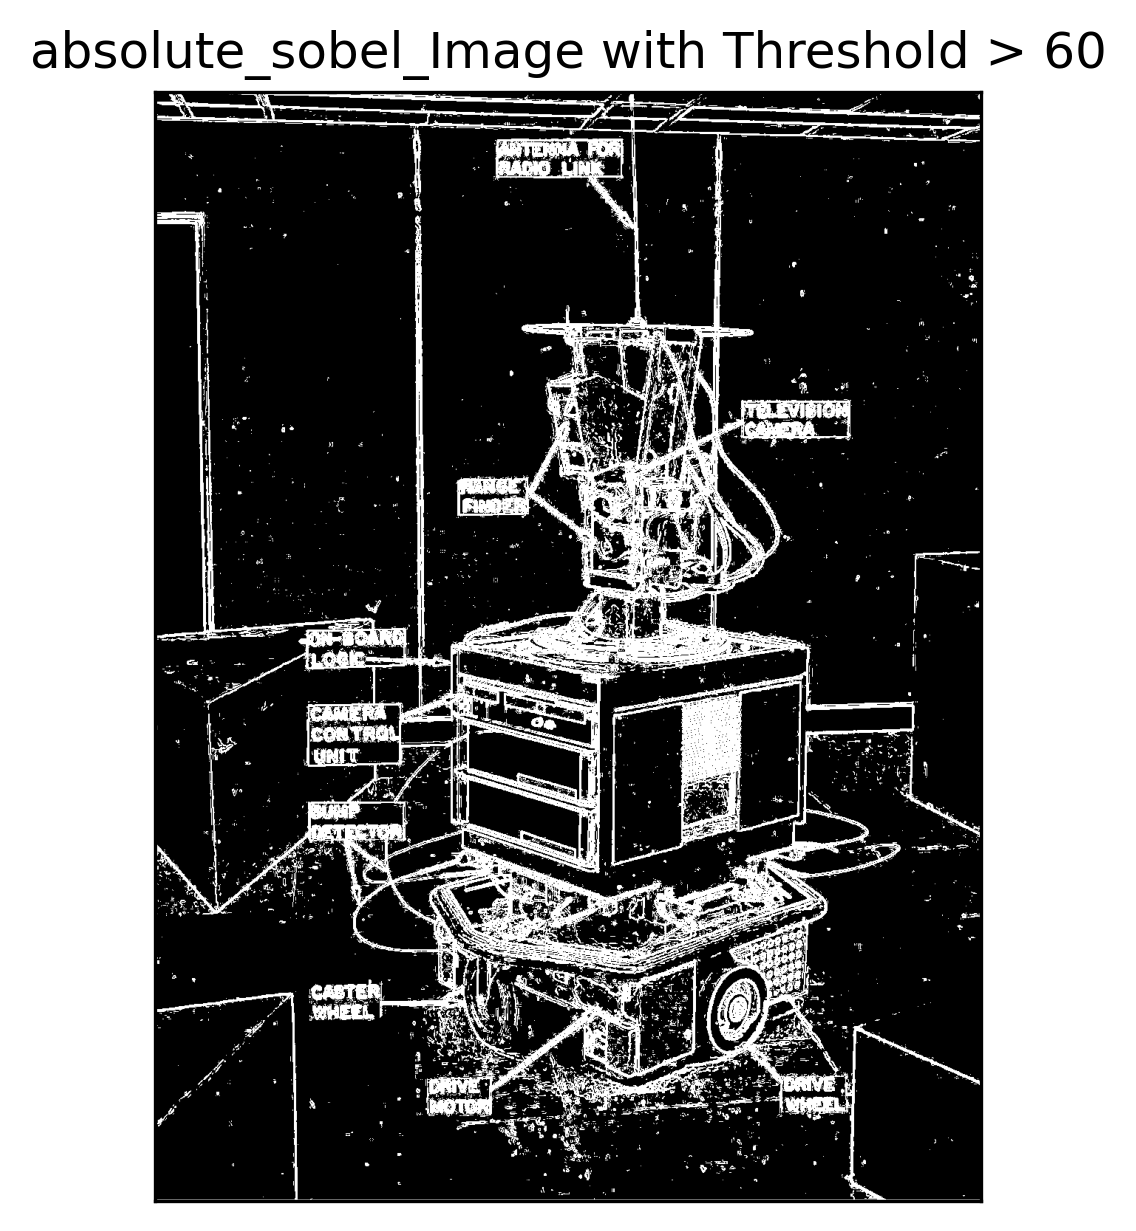 absolute_sobel_Image with Threshold > 60
ANTENNA FOR
RADIO LINK
TELEVISION
CAMERA
RANGE
FINDER
ON-BOARD
LOGIC
CAMERA
CONTROL
UNIT
BUMP
DETECTOR
CASTER
WHEEL
DRIVE
MOTOR
DRIVE
WHEEL